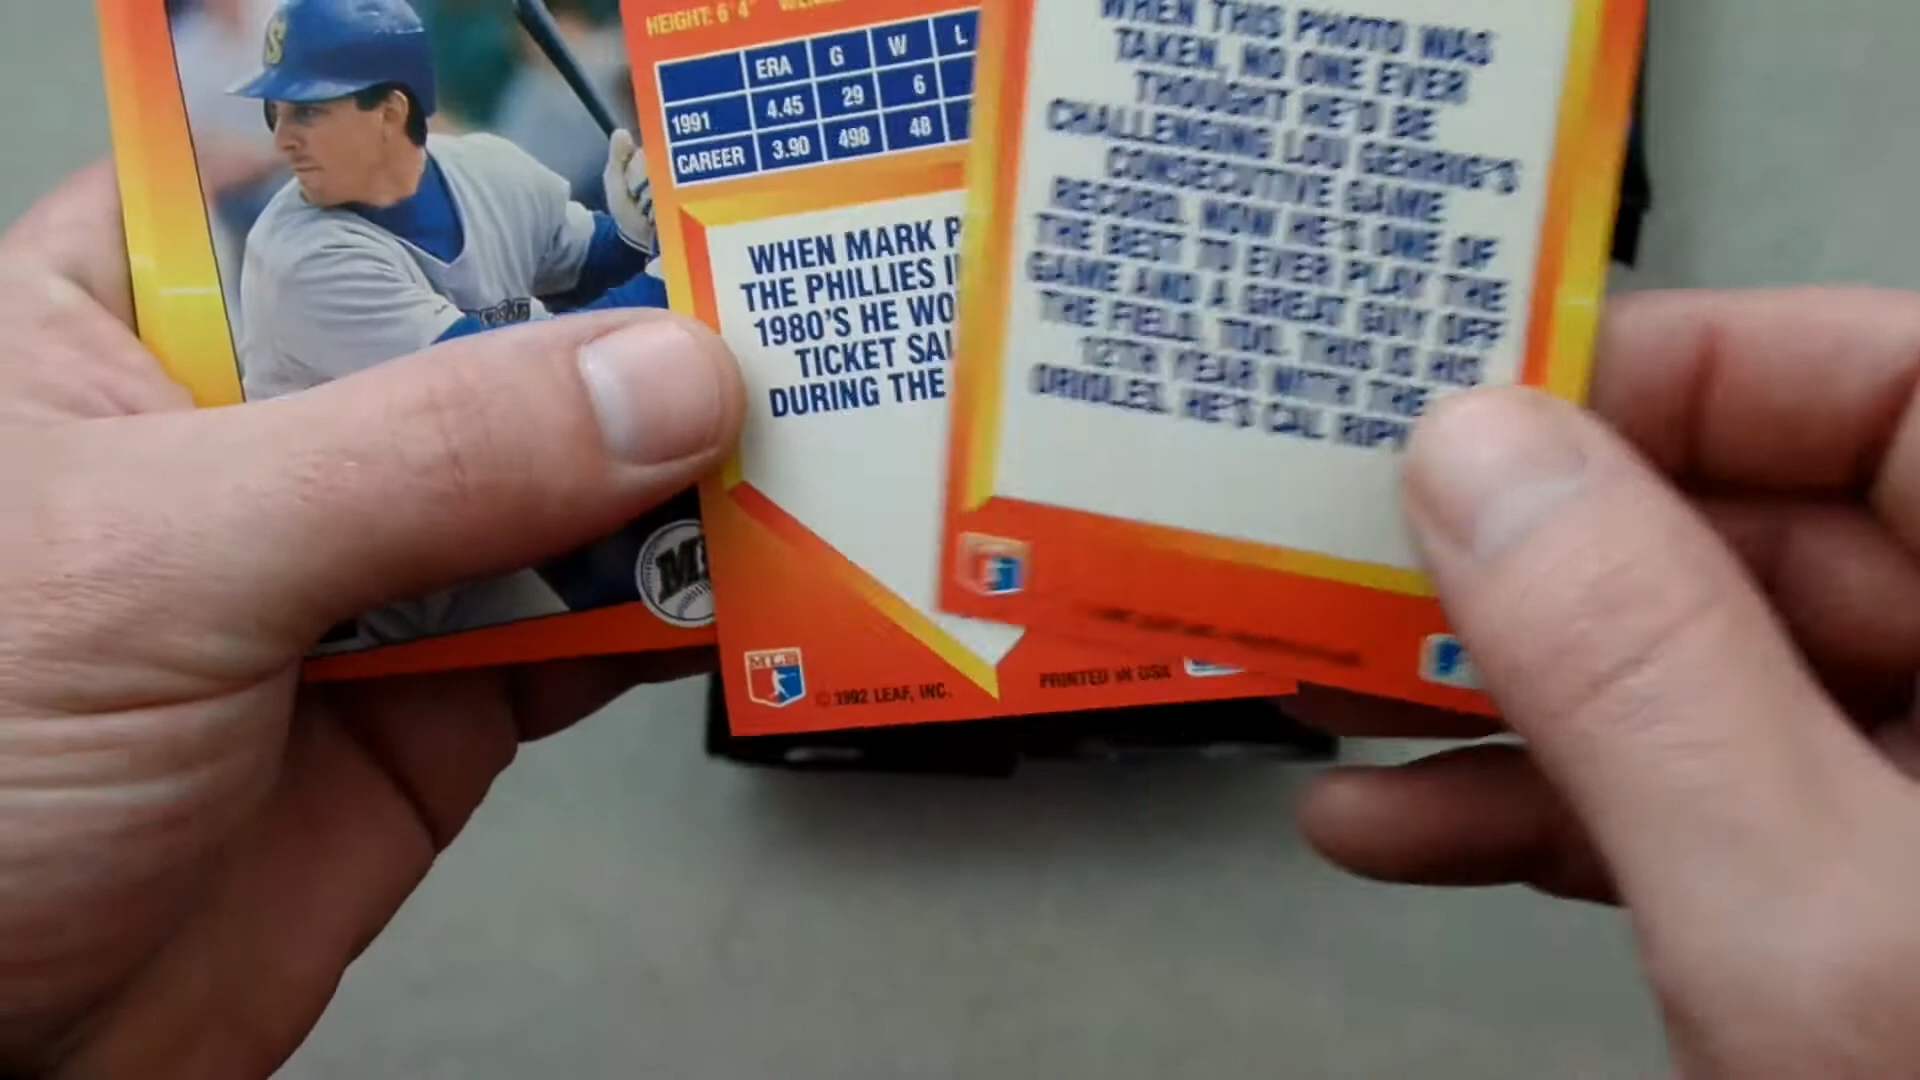 S
HEIGHT: 6'4"
ERA G W L
1991 4.45 29 6
CAREER 3.90 498 48
WHEN MARK P
THE PHILLIES I
1980'S HE WO
TICKET SAL
DURING THE
MLB
© 1992 LEAF, INC.
PRINTED IN USA
WHEN THIS PHOTO WAS
TAKEN, NO ONE EVER
THOUGHT HE'D BE
CHALLENGING LOU GEHRIG'S
CONSECUTIVE GAME
RECORD. NOW HE'S ONE OF
THE BEST TO EVER PLAY THE
GAME AND A GREAT GUY OFF
THE FIELD, TOO. THIS IS HIS
12TH YEAR WITH THE
ORIOLES. HE'S CAL RIPK